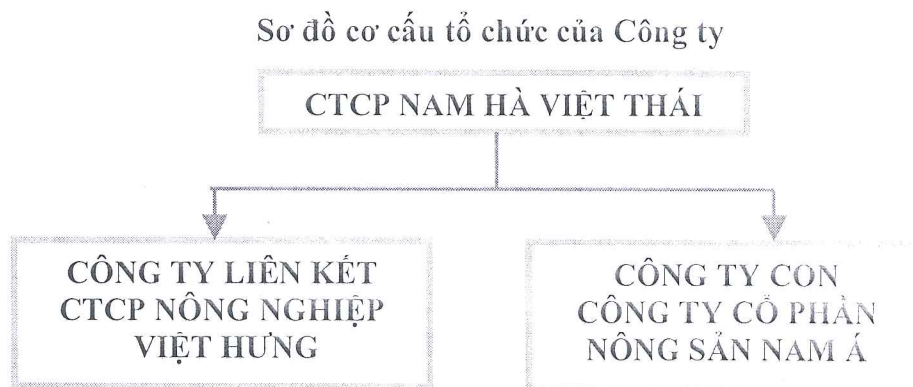 Sơ đồ cơ cấu tổ chức của Công ty
CTCP NAM HÀ VIỆT THÁI
CÔNG TY LIÊN KẾT
CTCP NÔNG NGHIỆP
VIỆT HƯNG
CÔNG TY CON
CÔNG TY CỔ PHẦN
NÔNG SẢN NAM Á